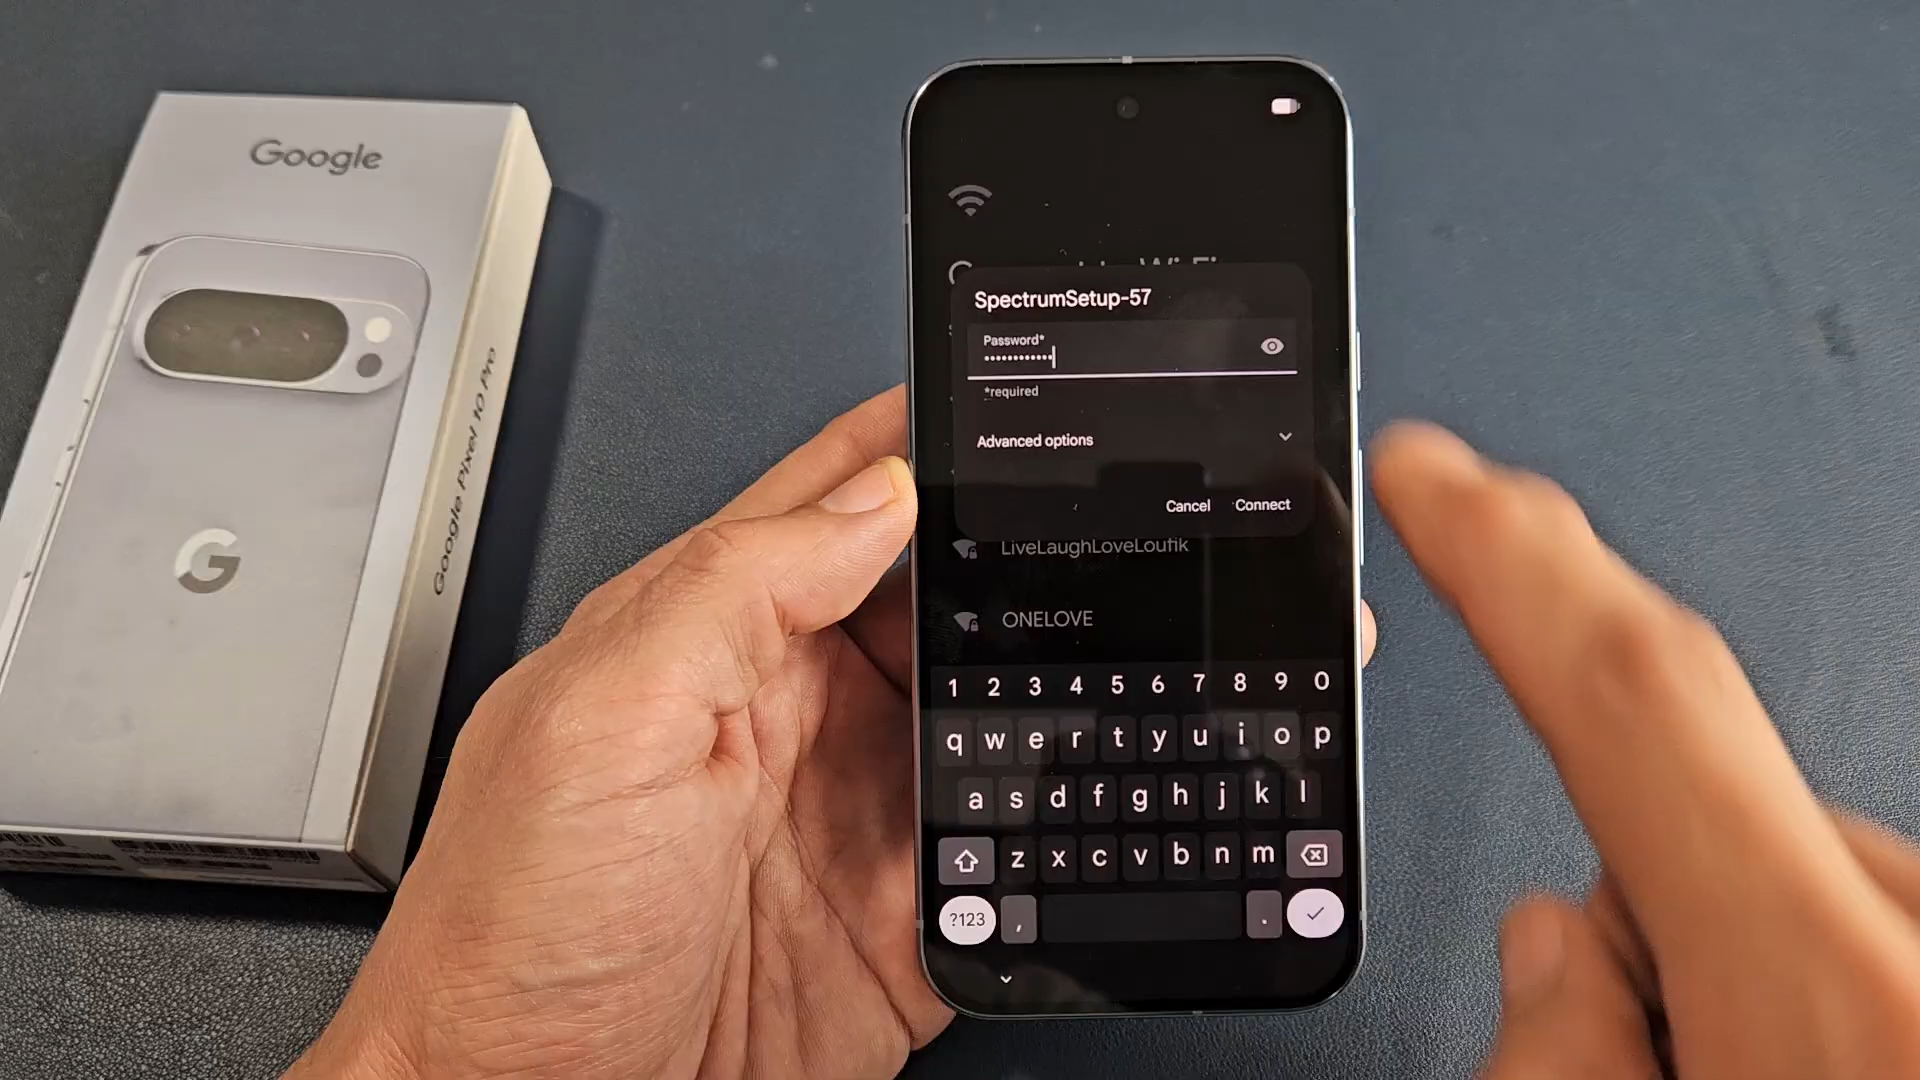 Google
Google Pixel 10 Pro
G
SpectrumSetup-57
Password*
••••••••••••
*required
Advanced options
Cancel
Connect
LiveLaughLoveLoufik
ONELOVE
1 2 3 4 5 6 7 8 9 0
q w e r t y u i o p
a s d f g h j k l
z x c v b n m
?123 , .